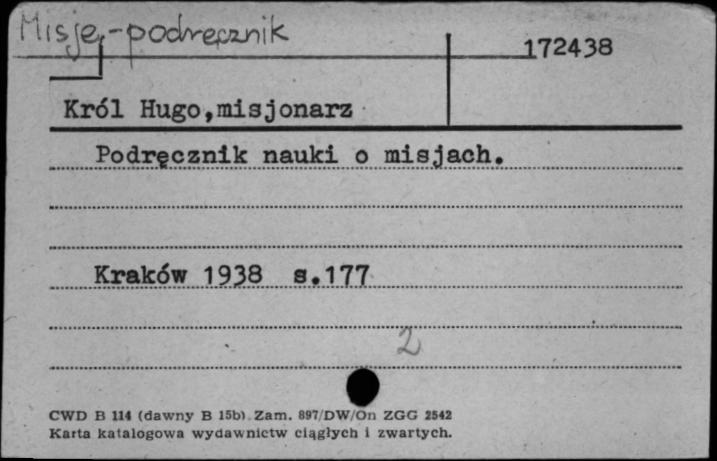 Misje,-podręcznik
172438
Król Hugo,misjonarz
Podręcznik nauki o misjach.
Kraków 1938 s.177
2
CWD B 114 (dawny B 15b) Zam. 897/DW/On ZGG 2542
Karta katalogowa wydawnictw ciągłych i zwartych.